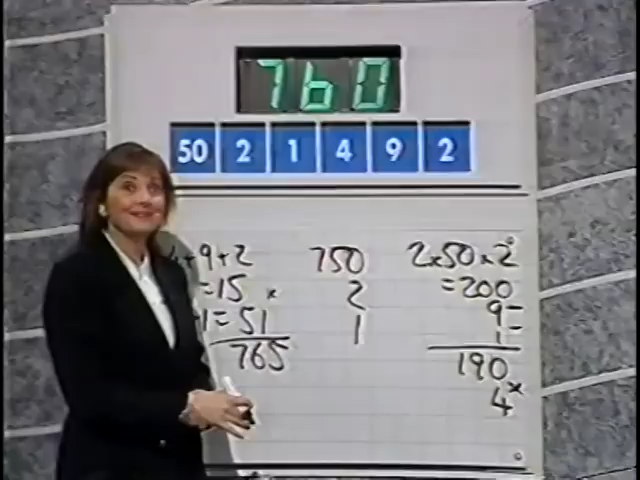 760
50 2 1 4 9 2
4+9+2
=15 x
1=51
765
750
2
1
2x50x2
=200
9-
1-
190
4x